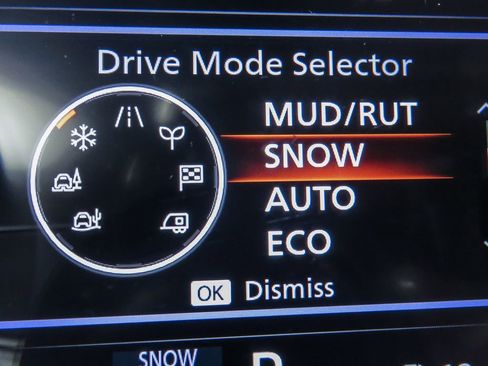 Drive Mode Selector
MUD/RUT
SNOW
AUTO
ECO
OK Dismiss
SNOW